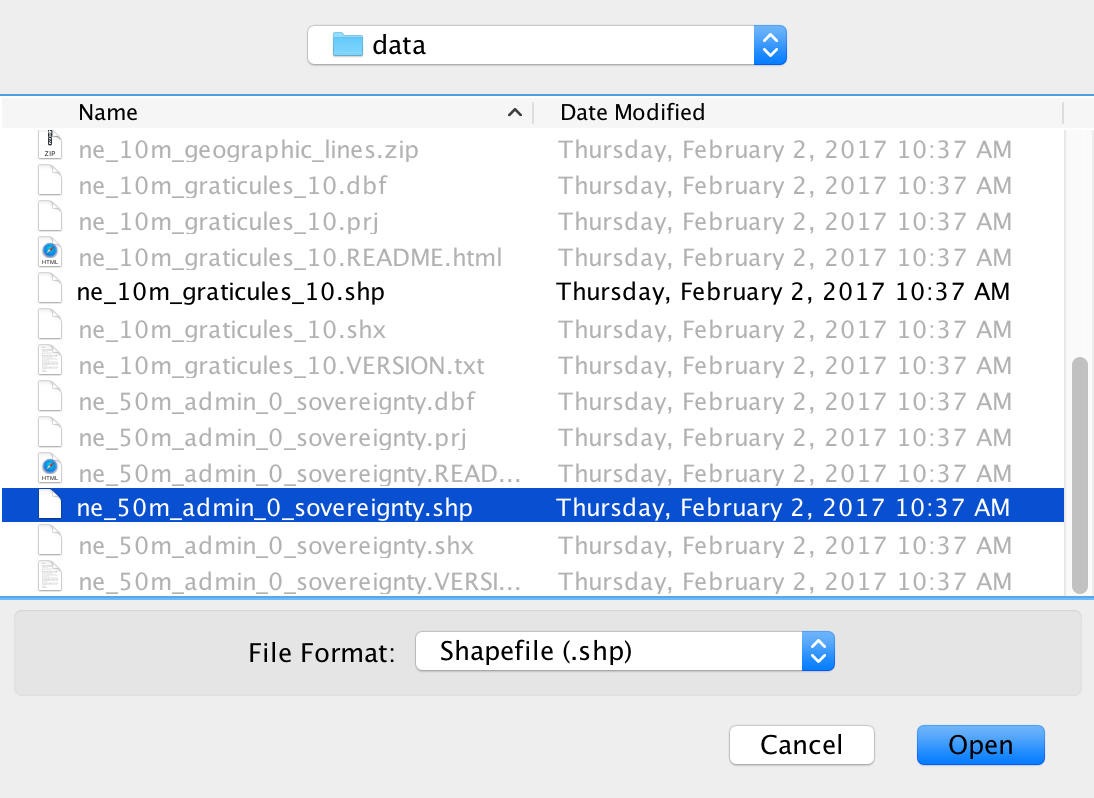 data
Name Date Modified
ZIP ne_10m_geographic_lines.zip Thursday, February 2, 2017 10:37 AM
ne_10m_graticules_10.dbf Thursday, February 2, 2017 10:37 AM
ne_10m_graticules_10.prj Thursday, February 2, 2017 10:37 AM
HTML ne_10m_graticules_10.README.html Thursday, February 2, 2017 10:37 AM
ne_10m_graticules_10.shp Thursday, February 2, 2017 10:37 AM
ne_10m_graticules_10.shx Thursday, February 2, 2017 10:37 AM
ne_10m_graticules_10.VERSION.txt Thursday, February 2, 2017 10:37 AM
ne_50m_admin_0_sovereignty.dbf Thursday, February 2, 2017 10:37 AM
ne_50m_admin_0_sovereignty.prj Thursday, February 2, 2017 10:37 AM
HTML ne_50m_admin_0_sovereignty.READ... Thursday, February 2, 2017 10:37 AM
ne_50m_admin_0_sovereignty.shp Thursday, February 2, 2017 10:37 AM
ne_50m_admin_0_sovereignty.shx Thursday, February 2, 2017 10:37 AM
ne_50m_admin_0_sovereignty.VERSI... Thursday, February 2, 2017 10:37 AM
File Format: Shapefile (.shp)
Cancel Open